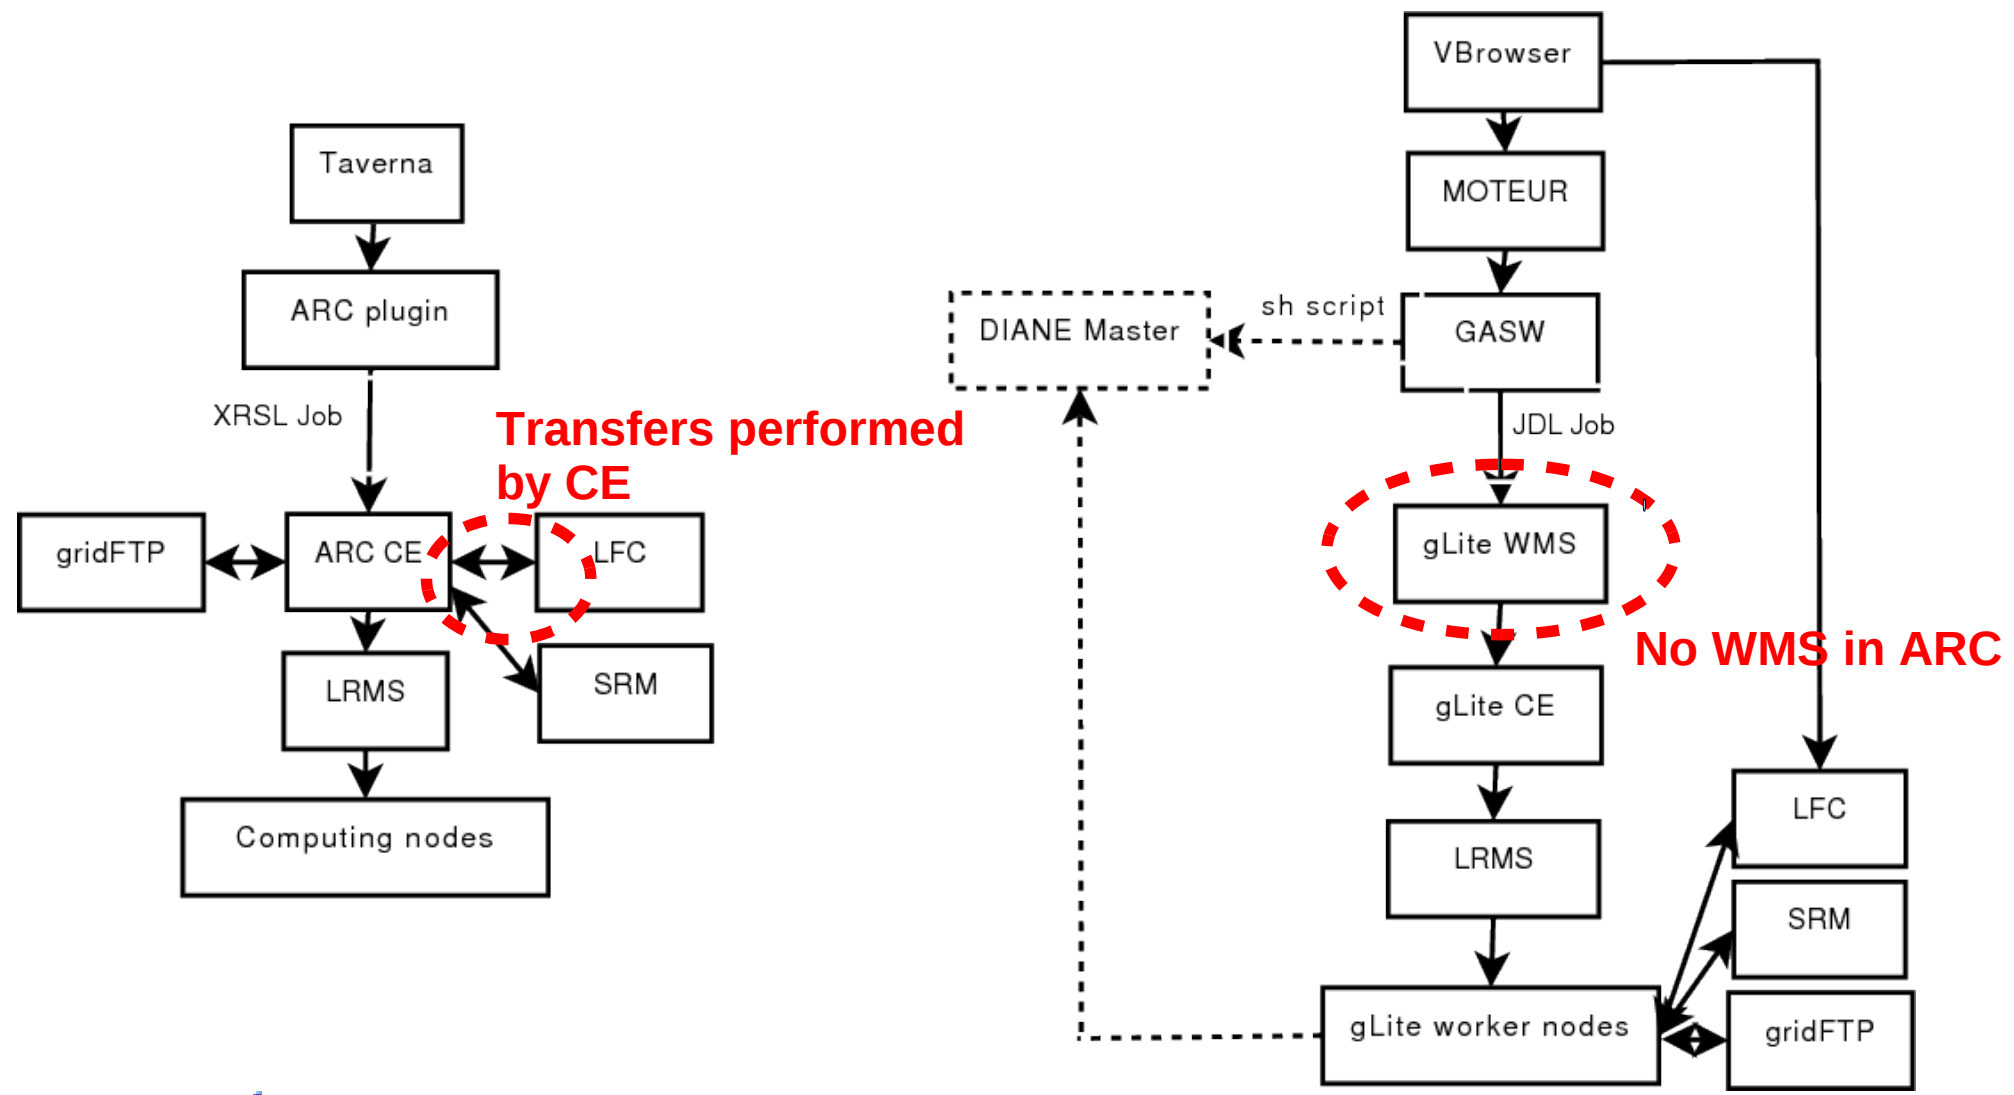 Taverna
ARC plugin
XRSL Job
Transfers performed
by CE
gridFTP
ARC CE
LFC
LRMS
SRM
Computing nodes
VBrowser
MOTEUR
DIANE Master
sh script
GASW
JDL Job
gLite WMS
No WMS in ARC
gLite CE
LFC
LRMS
SRM
gLite worker nodes
gridFTP